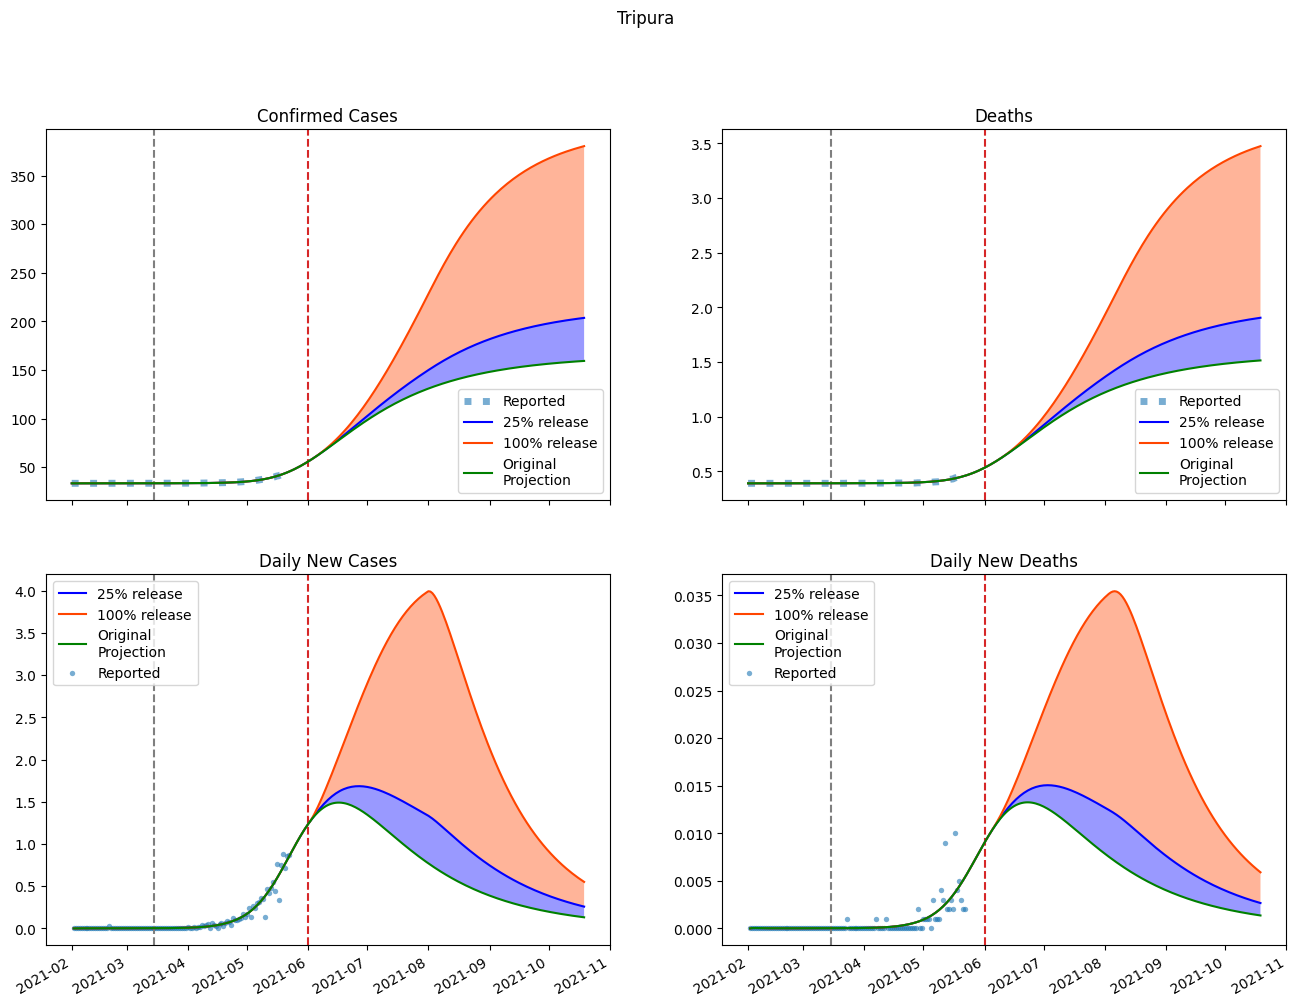 Tripura
Confirmed Cases
350
300
250
200
150
100
50
Reported
25% release
100% release
Original
Projection
Deaths
3.5
3.0
2.5
2.0
1.5
1.0
0.5
Reported
25% release
100% release
Original
Projection
Daily New Cases
4.0
3.5
3.0
2.5
2.0
1.5
1.0
0.5
0.0
25% release
100% release
Original
Projection
Reported
2021-02
2021-03
2021-04
2021-05
2021-06
2021-07
2021-08
2021-09
2021-10
2021-11
Daily New Deaths
0.035
0.030
0.025
0.020
0.015
0.010
0.005
0.000
25% release
100% release
Original
Projection
Reported
2021-02
2021-03
2021-04
2021-05
2021-06
2021-07
2021-08
2021-09
2021-10
2021-11